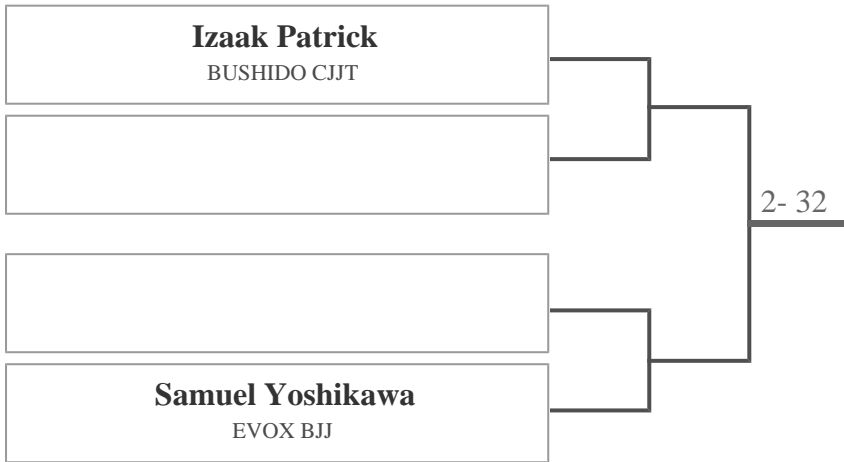 Izaak Patrick
BUSHIDO CJJT
2- 32
Samuel Yoshikawa
EVOX BJJ